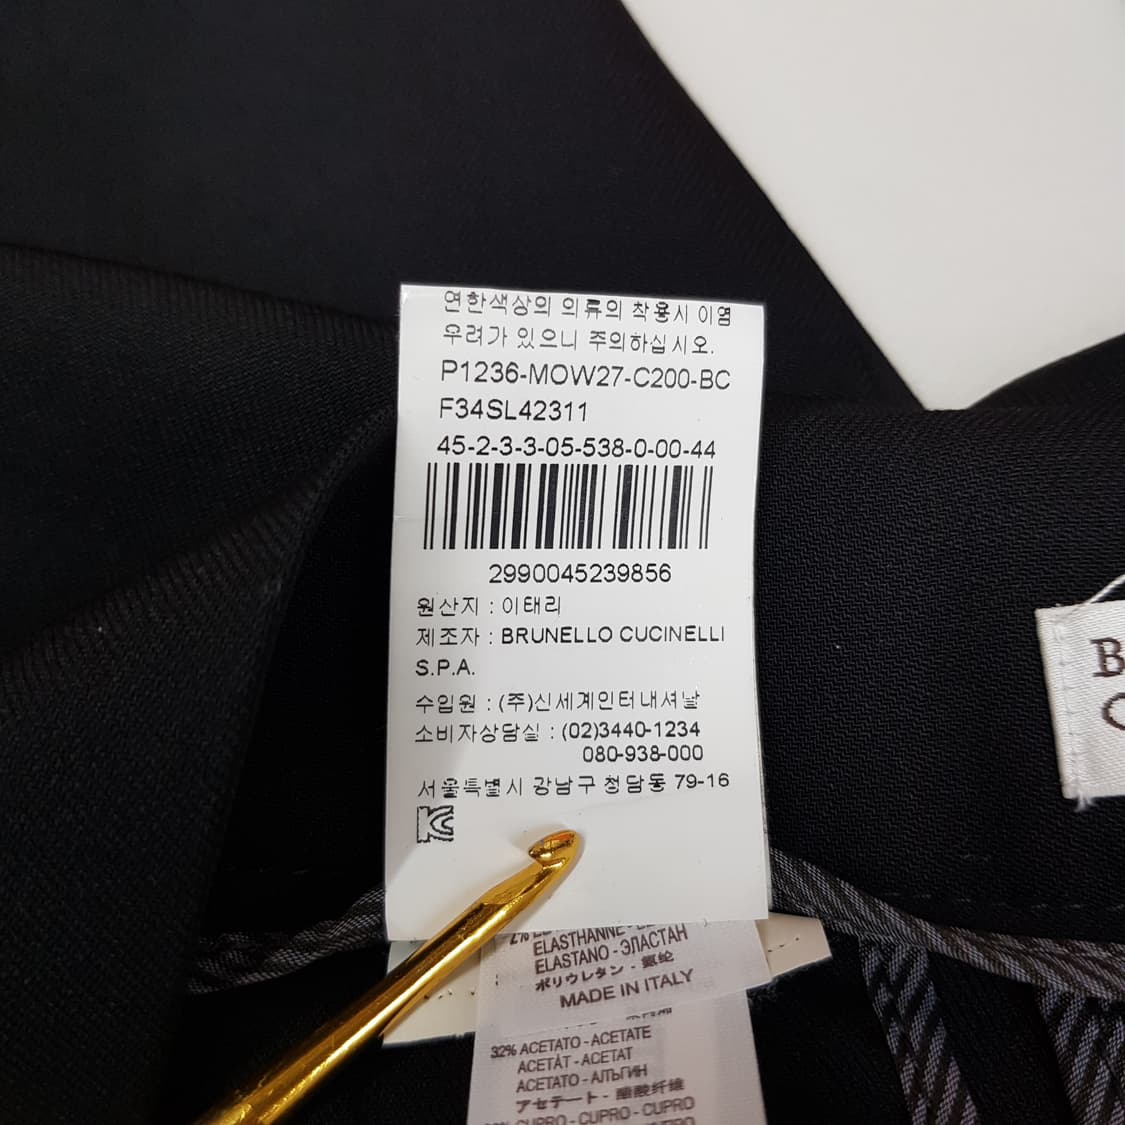 연한색상의 의류의 착용시 이염
우려가 있으니 주의하십시오.
P1236-MOW27-C200-BC
F34SL42311
45-2-3-3-05-538-0-00-44
2990045239856
원산지 : 이태리
제조자 : BRUNELLO CUCINELLI
S.P.A.
수입원 : (주)신세계인터내셔날
소비자상담실 : (02)3440-1234
080-938-000
서울특별시 강남구 청담동 79-16
KC
2%
ELASTHANNE -
ELASTANO - ЭЛАСТАН
ポリウレタン - 氨纶
MADE IN ITALY
32% ACETATO - ACETATE
ACETÁT - ACETAT
ACETATO - АЛЬГИН
アセテート - 醋酸纤维
CUPRO - CUPRO - CUPRO
B
C